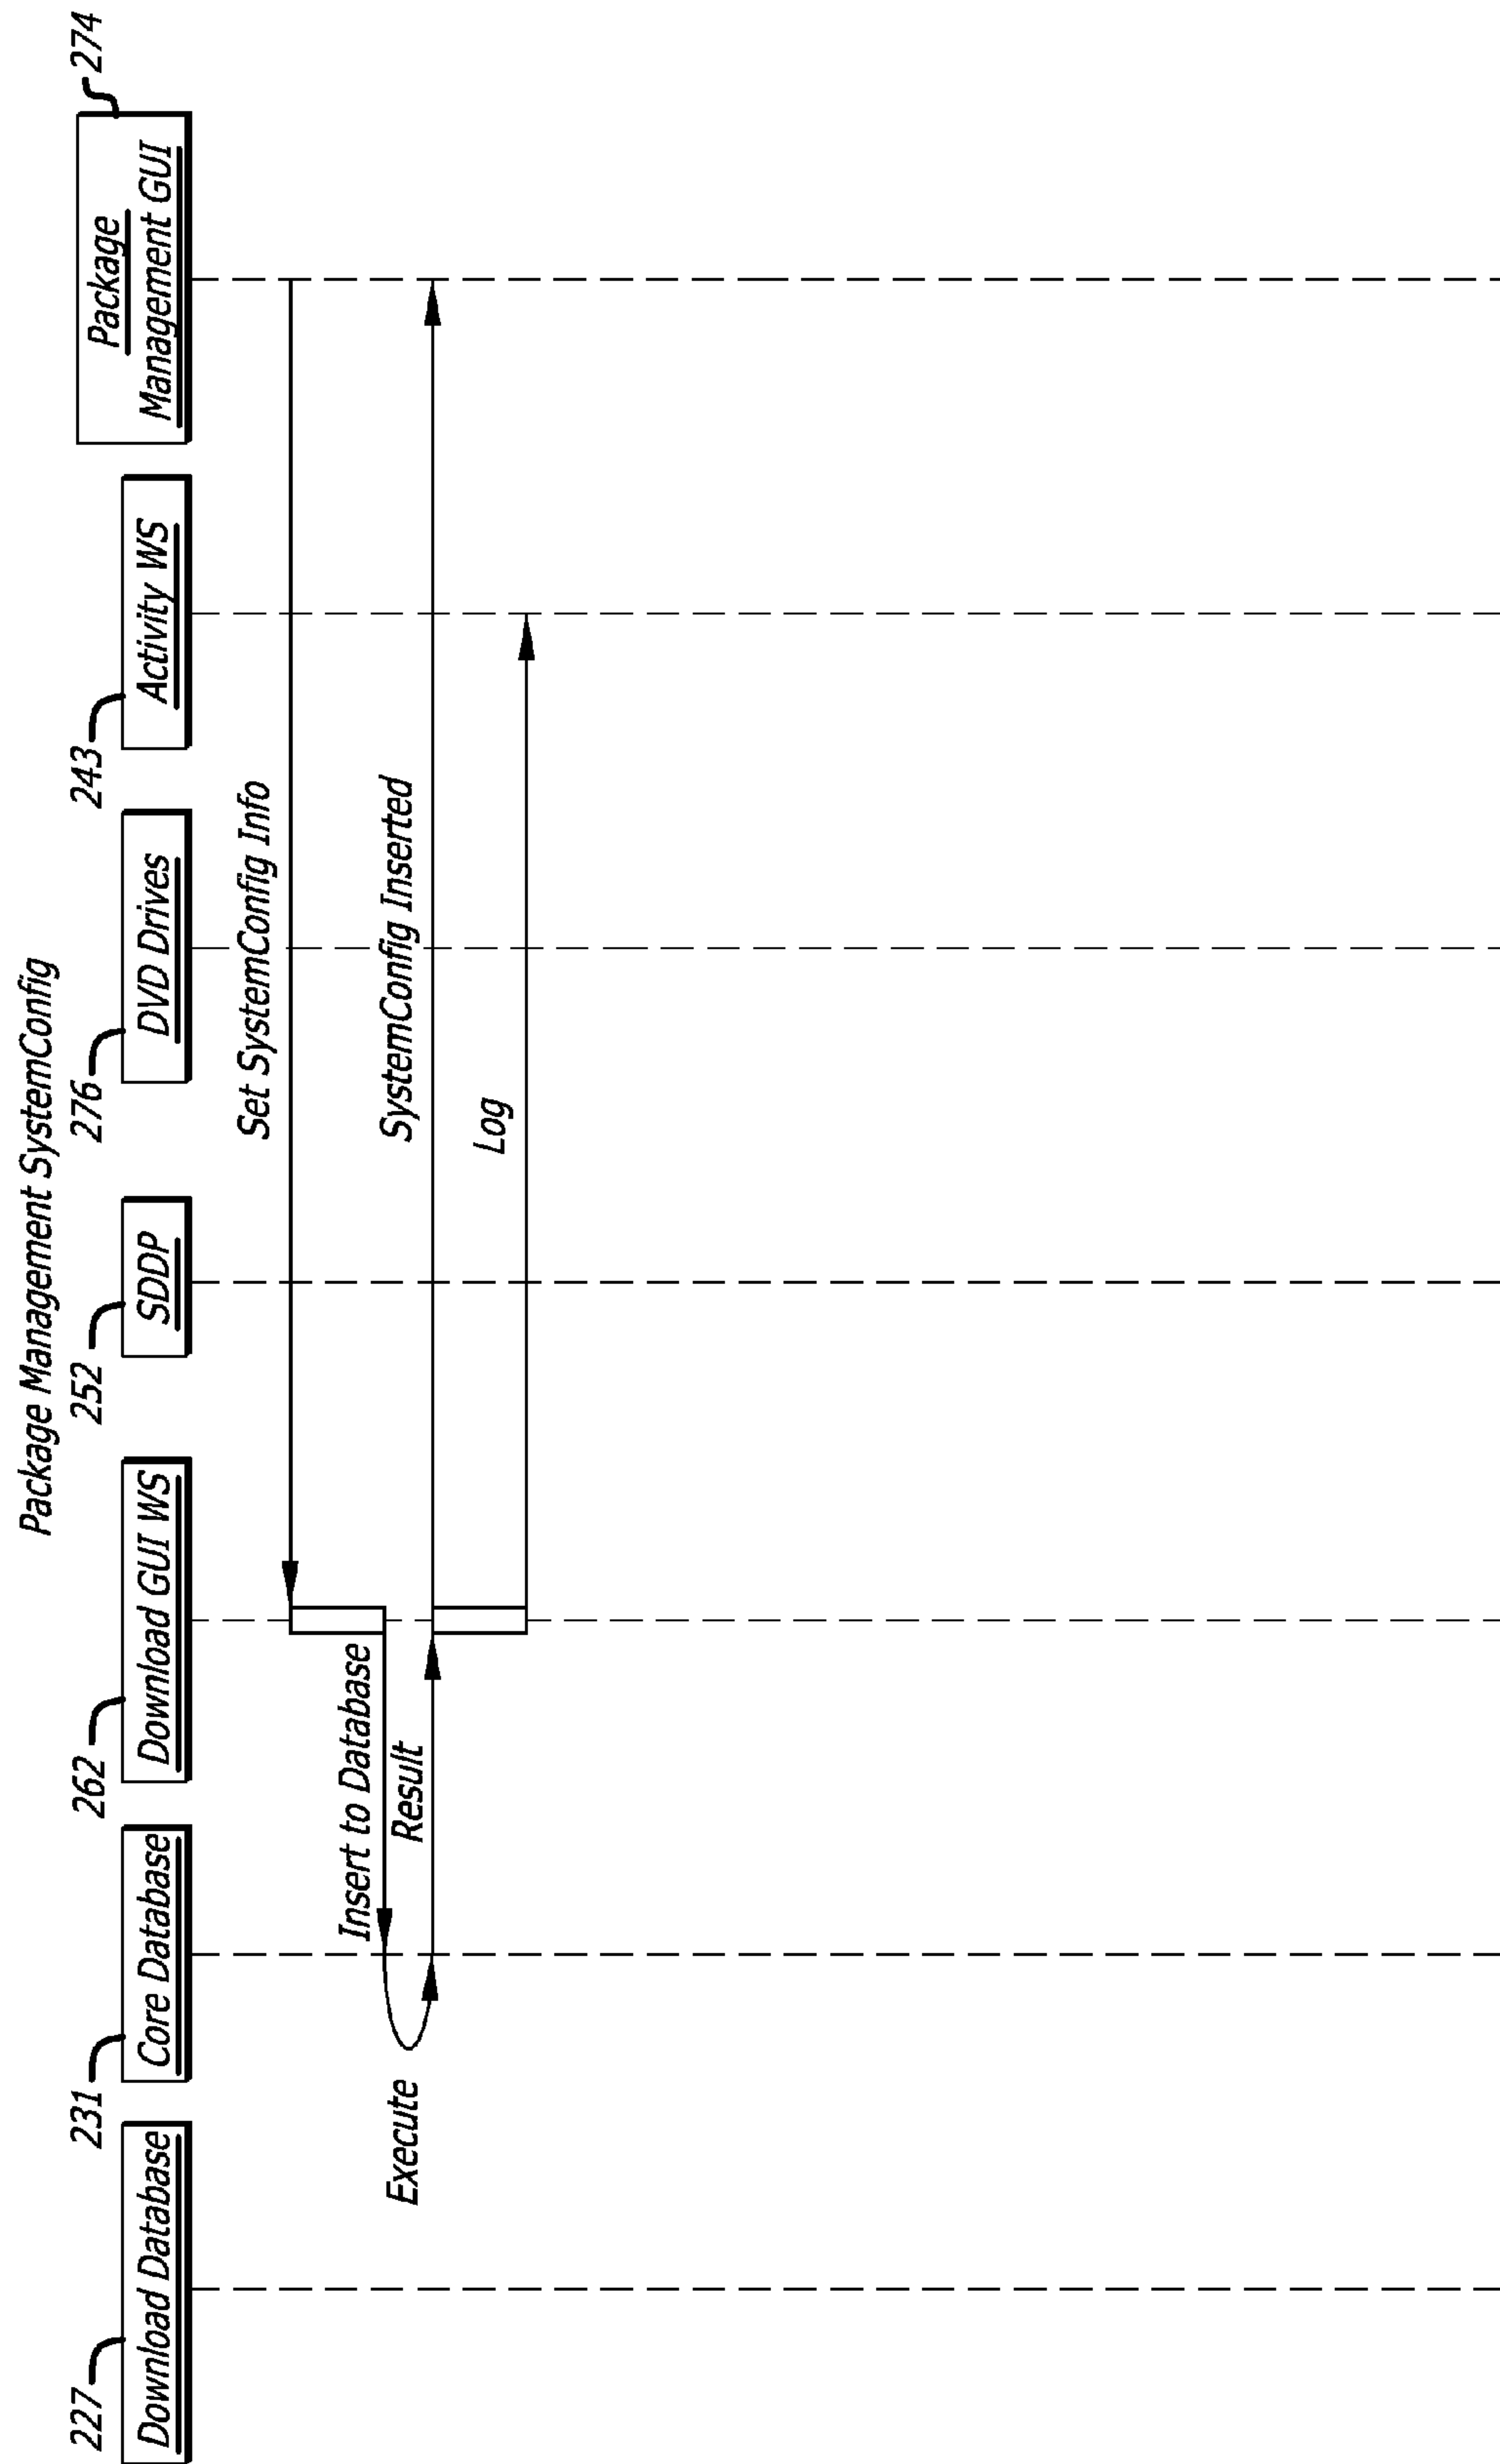 Package Management SystemConfig
227
231
262
252
276
243
274
Download Database
Core Database
Download GUI WS
SDDP
DVD Drives
Activity WS
Package
Management GUI
Set SystemConfig Info
Insert to Database
Execute
Result
SystemConfig Inserted
Log